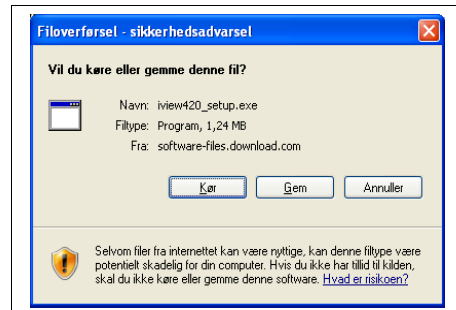 Filoverførsel - sikkerhedsadvarsel
Vil du køre eller gemme denne fil?
Navn: iview420_setup.exe
Filtype: Program, 1,24 MB
Fra: software-files.download.com
Kør Gem Annuller
Selvom filer fra internettet kan være nyttige, kan denne filtype være
potentielt skadelig for din computer. Hvis du ikke har tillid til kilden,
skal du ikke køre eller gemme denne software. Hvad er risikoen?